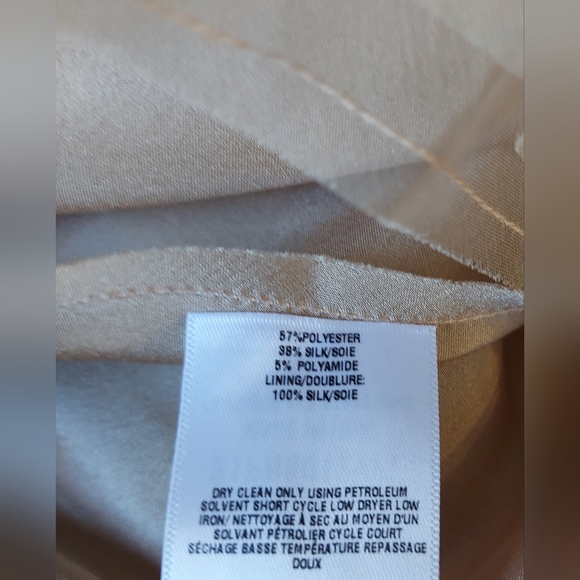 57%POLYESTER
38% SILK/SOIE
5% POLYAMIDE
LINING/DOUBLURE:
100% SILK/SOIE
DRY CLEAN ONLY USING PETROLEUM
SOLVENT SHORT CYCLE LOW DRYER LOW
IRON/ NETTOYAGE À SEC AU MOYEN D'UN
SOLVANT PÉTROLIER CYCLE COURT
SÉCHAGE BASSE TEMPÉRATURE REPASSAGE
DOUX